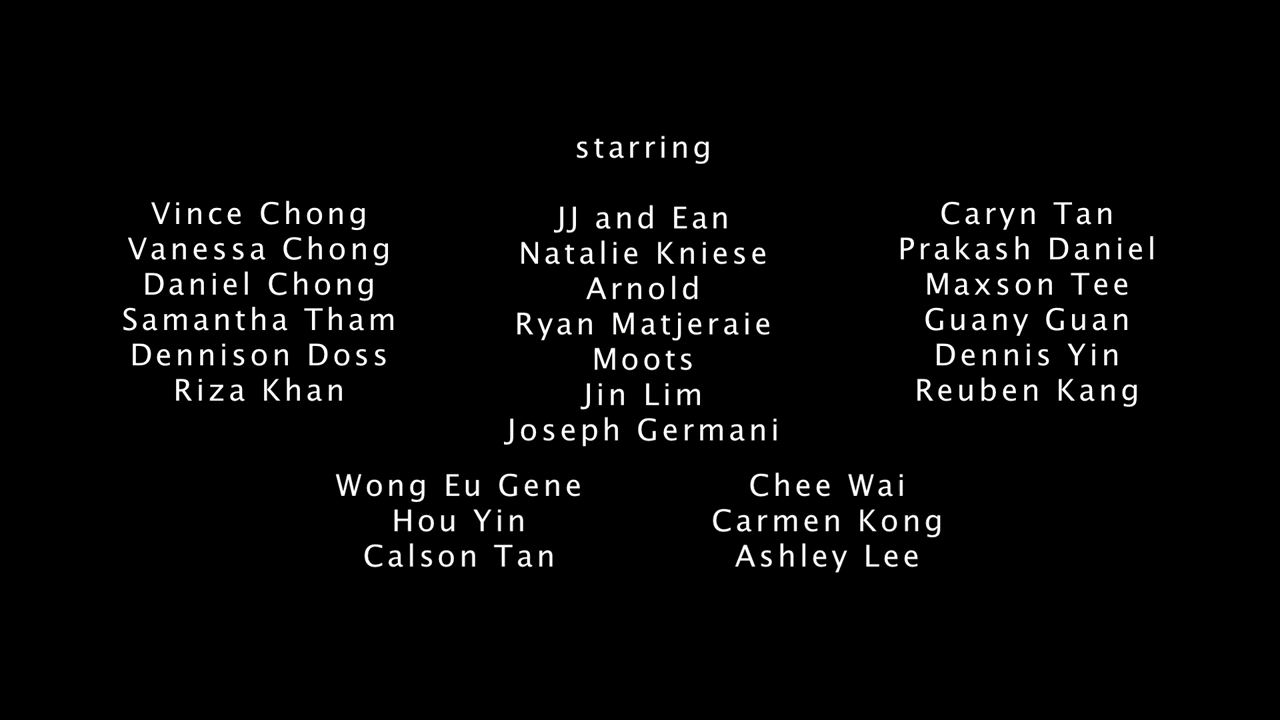 starring
Vince Chong
Vanessa Chong
Daniel Chong
Samantha Tham
Dennison Doss
Riza Khan
JJ and Ean
Natalie Kniese
Arnold
Ryan Matjeraie
Moots
Jin Lim
Joseph Germani
Caryn Tan
Prakash Daniel
Maxson Tee
Guany Guan
Dennis Yin
Reuben Kang
Wong Eu Gene
Hou Yin
Calson Tan
Chee Wai
Carmen Kong
Ashley Lee